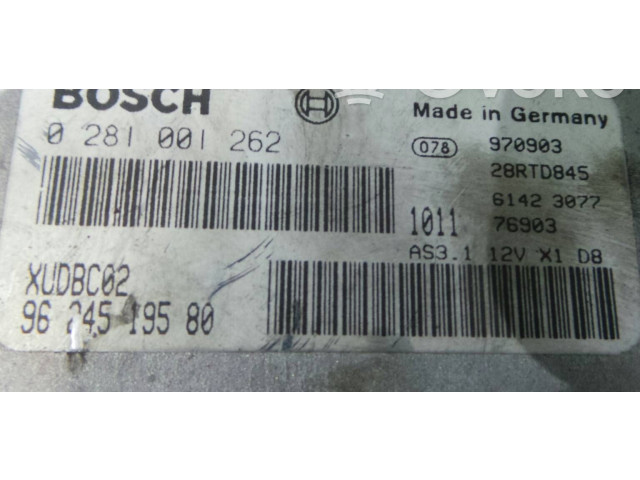 BOSCH
0 281 001 262
Made in Germany
078 970903
28RTD845
6142 3077
1011 76903
AS3.1 12V X1 D8
XUDBC02
96 245 195 80